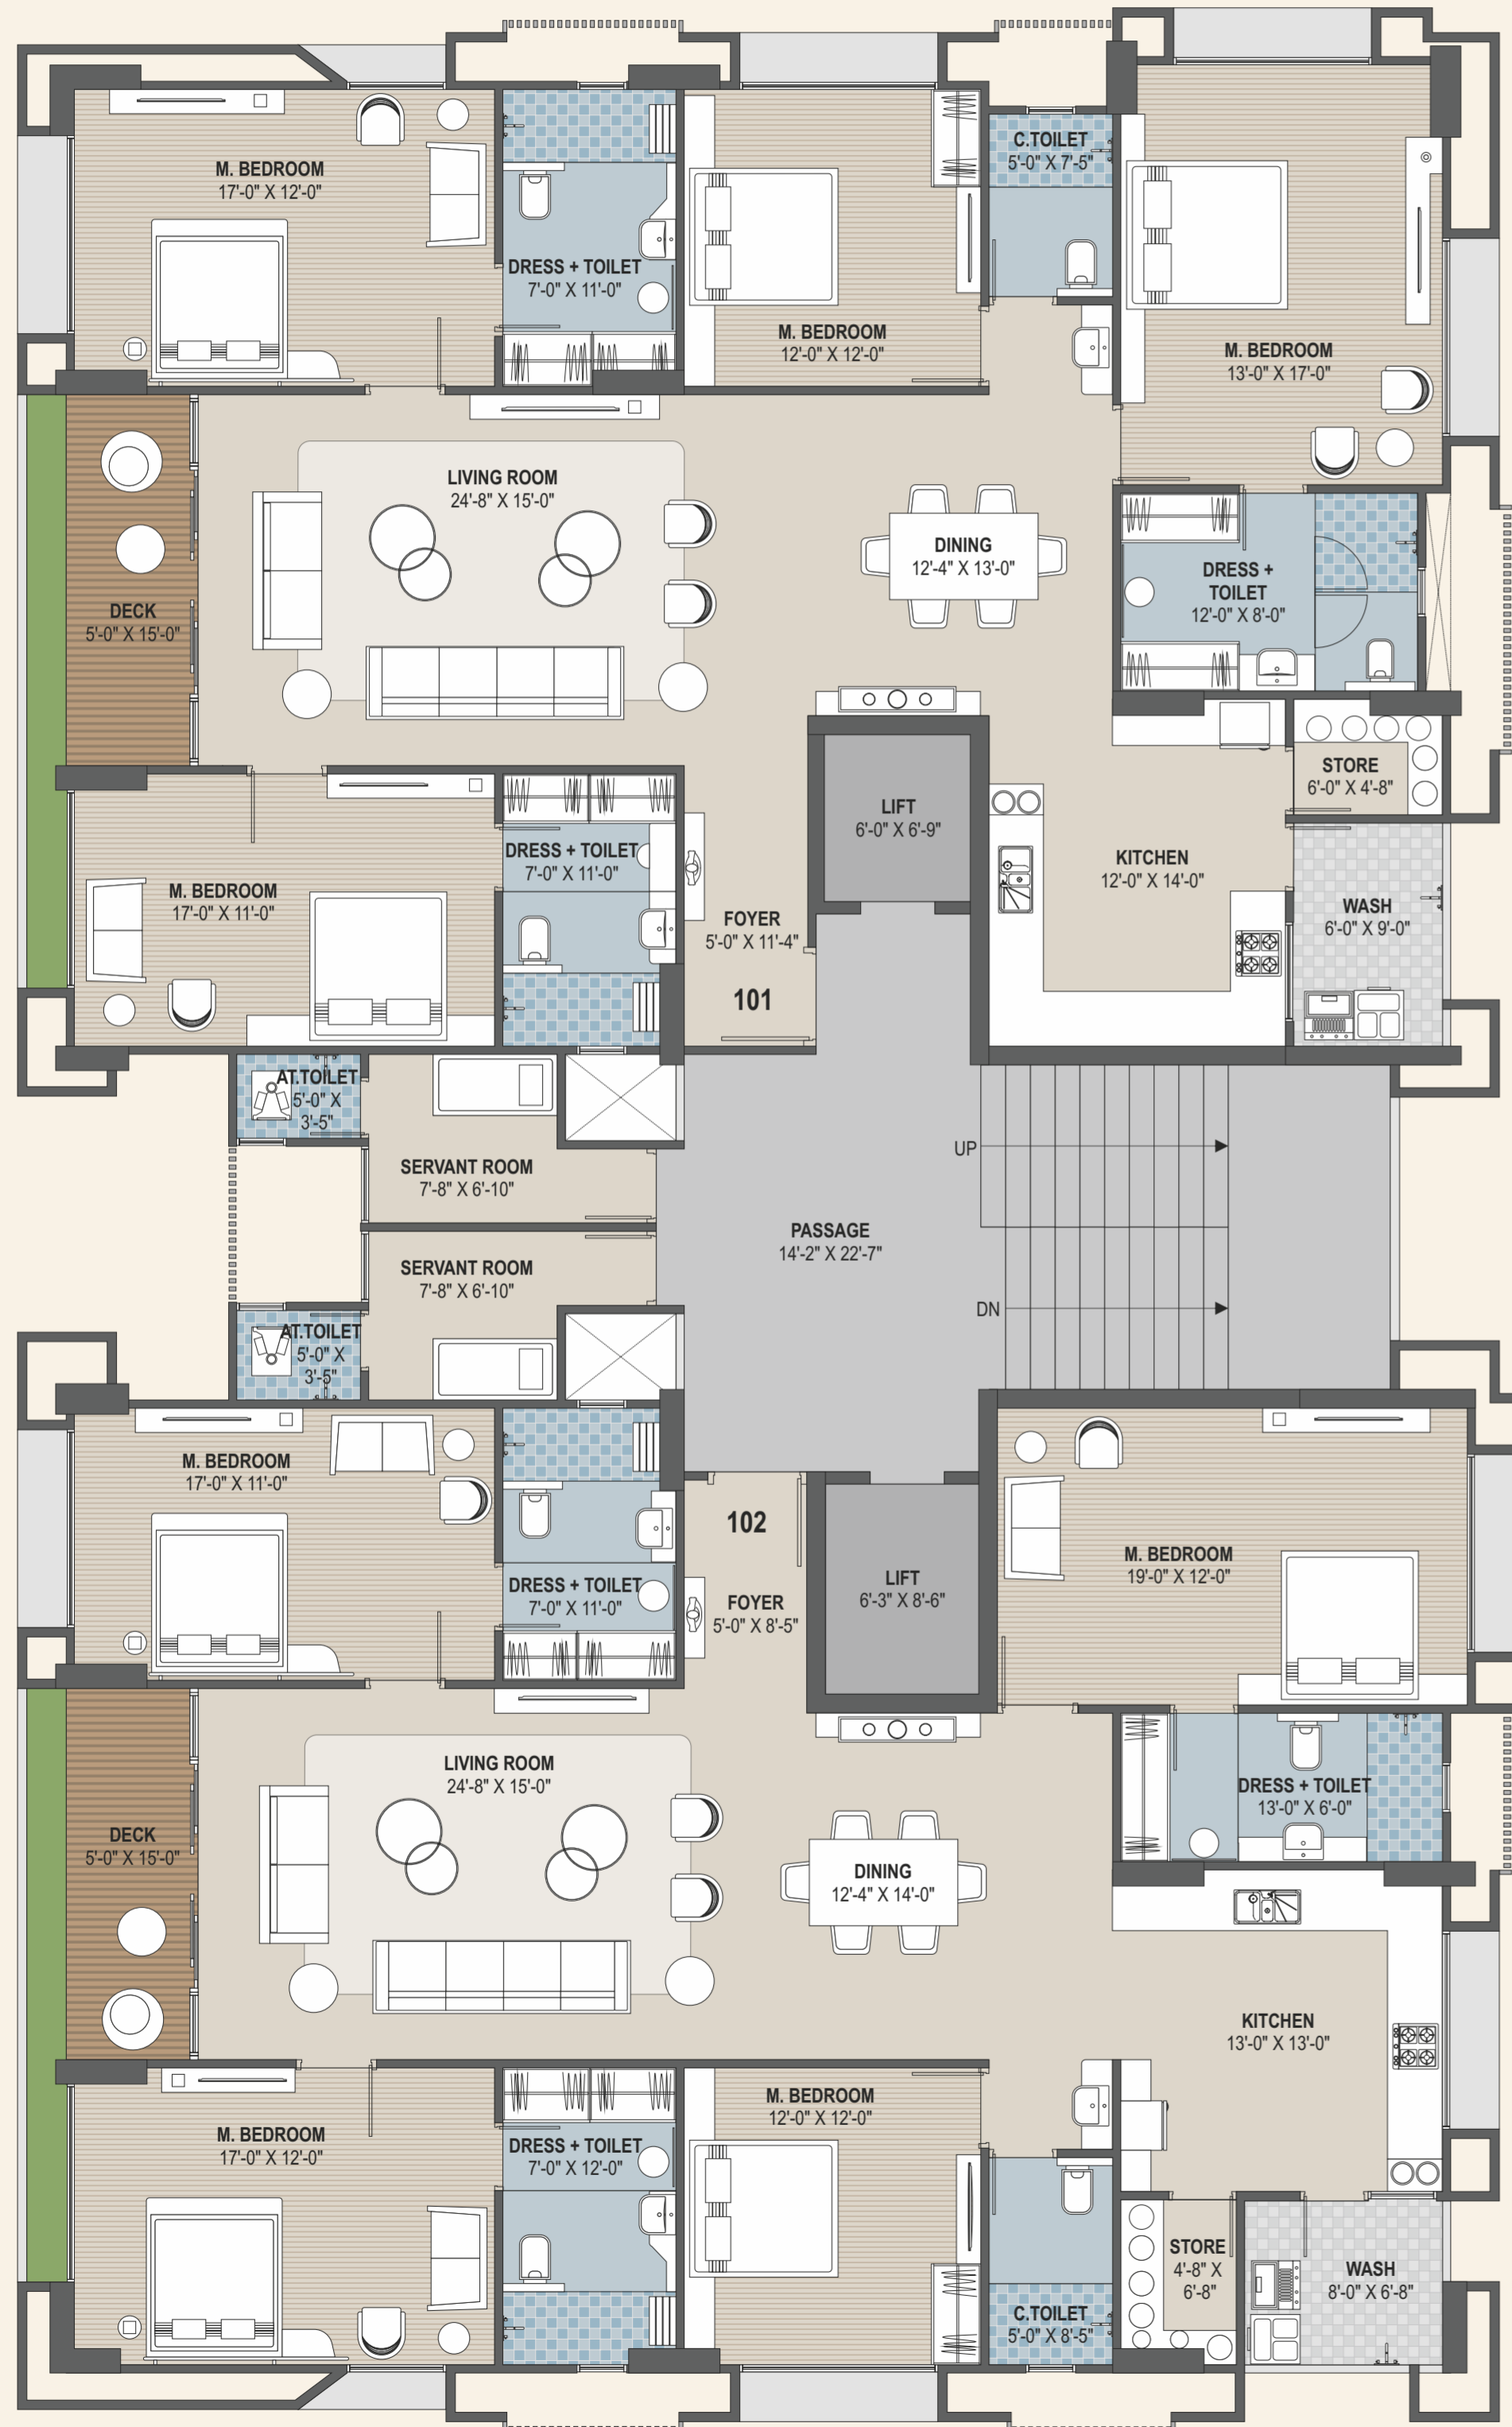 M. BEDROOM
17'-0" X 12'-0"
DRESS + TOILET
7'-0" X 11'-0"
M. BEDROOM
12'-0" X 12'-0"
C.TOILET
5'-0" X 7'-5"
M. BEDROOM
13'-0" X 17'-0"
LIVING ROOM
24'-8" X 15'-0"
DINING
12'-4" X 13'-0"
DRESS +
TOILET
12'-0" X 8'-0"
DECK
5'-0" X 15'-0"
STORE
6'-0" X 4'-8"
LIFT
6'-0" X 6'-9"
KITCHEN
12'-0" X 14'-0"
M. BEDROOM
17'-0" X 11'-0"
DRESS + TOILET
7'-0" X 11'-0"
FOYER
5'-0" X 11'-4"
WASH
6'-0" X 9'-0"
101
AT.TOILET
5'-0" X
3'-5"
SERVANT ROOM
7'-8" X 6'-10"
UP
PASSAGE
14'-2" X 22'-7"
SERVANT ROOM
7'-8" X 6'-10"
DN
AT.TOILET
5'-0" X
3'-5"
M. BEDROOM
17'-0" X 11'-0"
102
DRESS + TOILET
7'-0" X 11'-0"
FOYER
5'-0" X 8'-5"
LIFT
6'-3" X 8'-6"
M. BEDROOM
19'-0" X 12'-0"
LIVING ROOM
24'-8" X 15'-0"
DRESS + TOILET
13'-0" X 6'-0"
DECK
5'-0" X 15'-0"
DINING
12'-4" X 14'-0"
KITCHEN
13'-0" X 13'-0"
M. BEDROOM
17'-0" X 12'-0"
DRESS + TOILET
7'-0" X 12'-0"
M. BEDROOM
12'-0" X 12'-0"
C.TOILET
5'-0" X 8'-5"
STORE
4'-8" X
6'-8"
WASH
8'-0" X 6'-8"